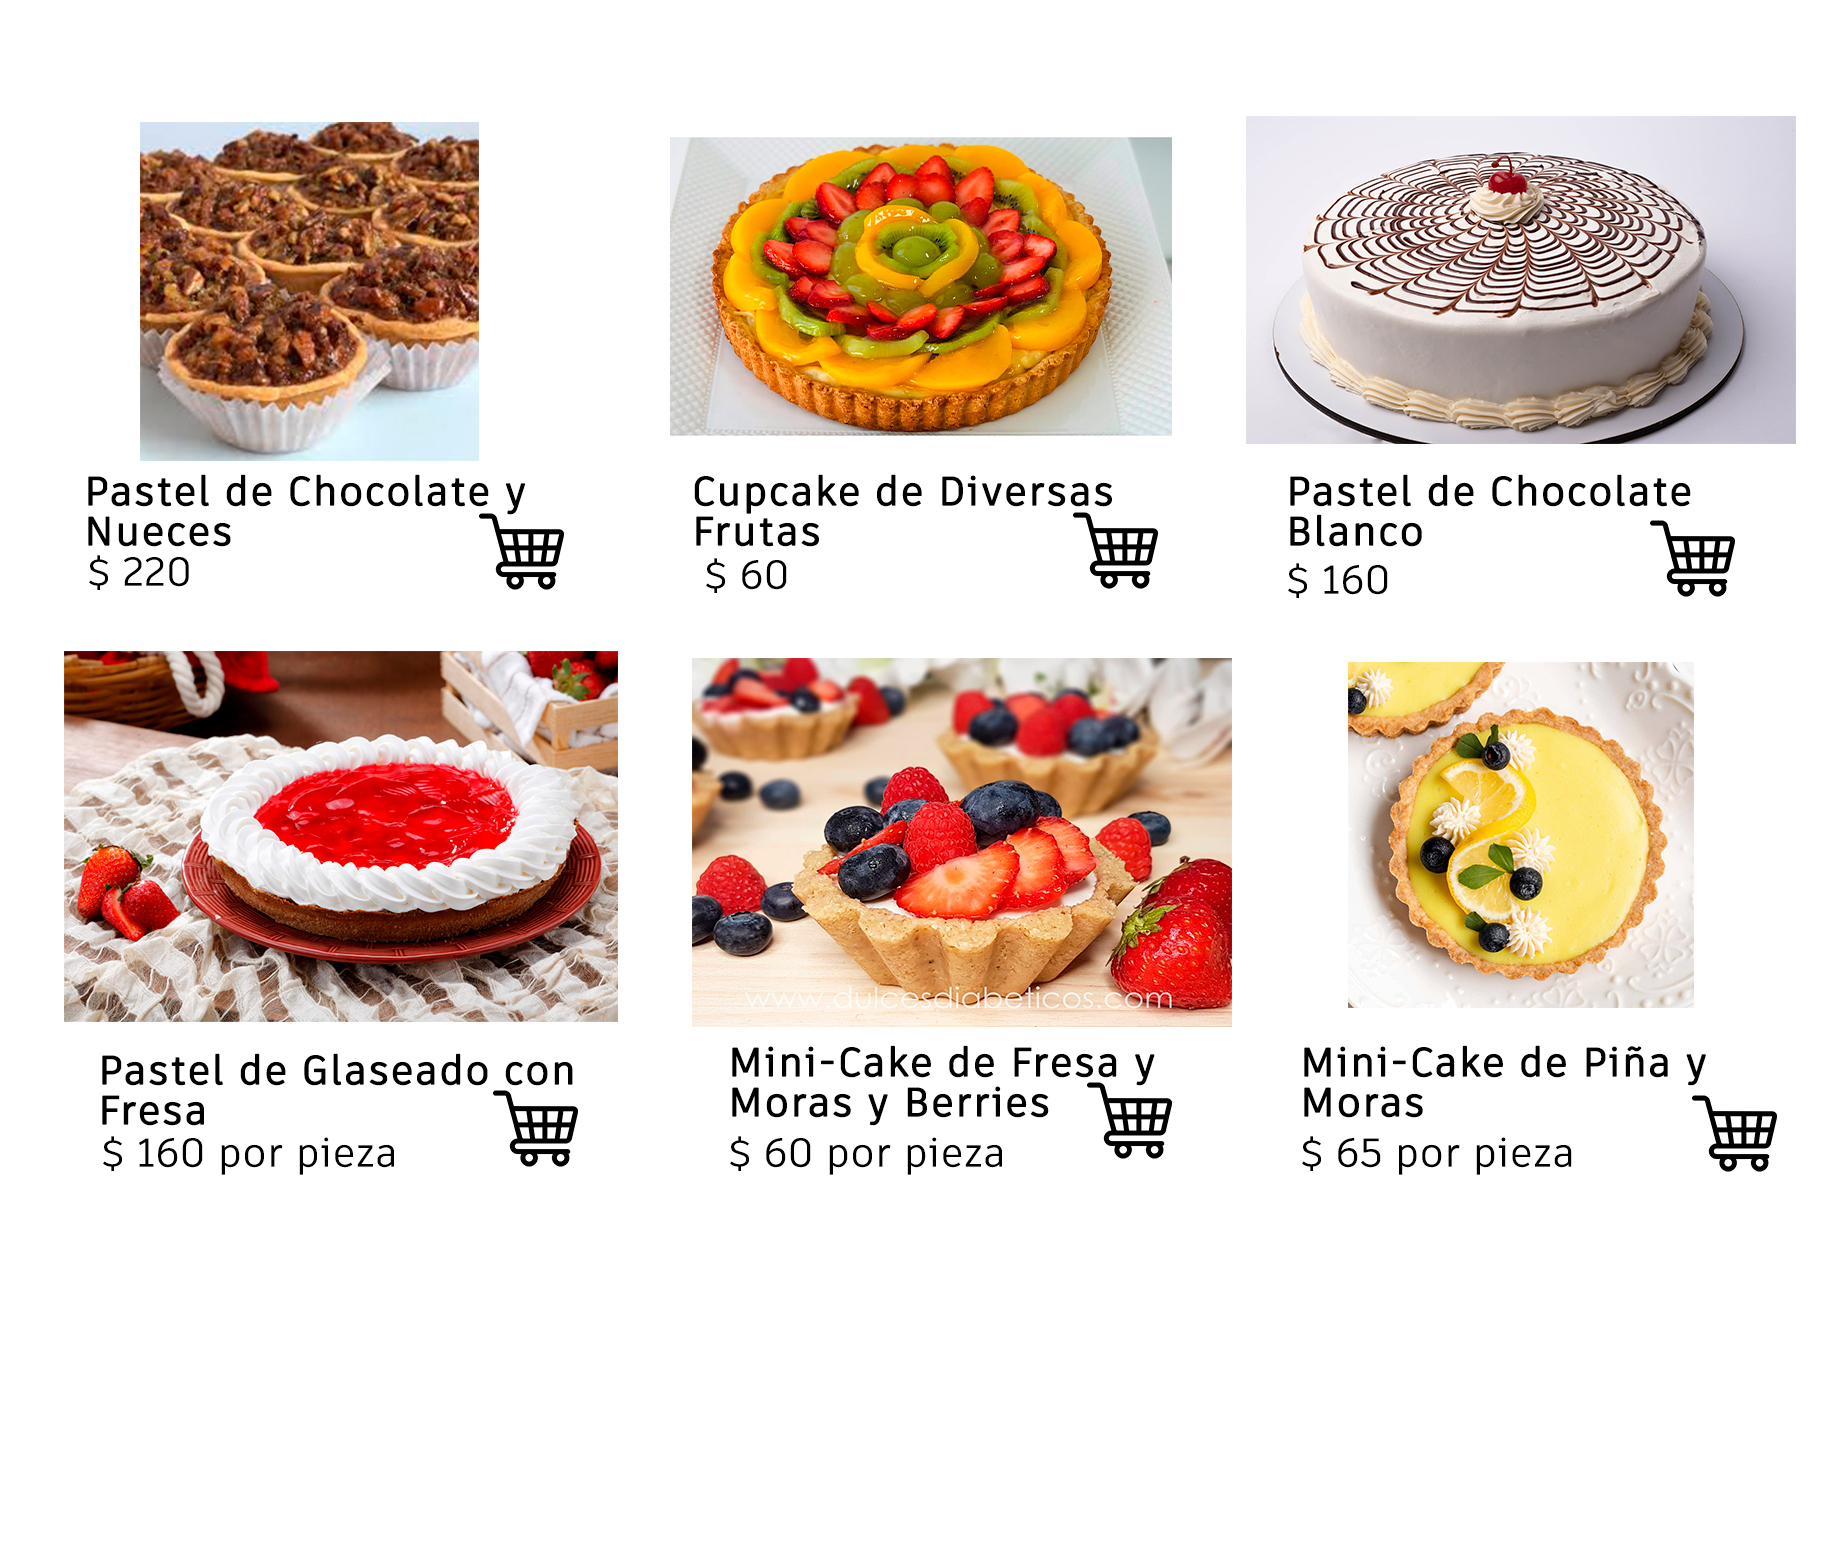 Pastel de Chocolate y
Nueces
$ 220
Cupcake de Diversas
Frutas
$ 60
Pastel de Chocolate
Blanco
$ 160
www.dulcesdiabeticos.com
Pastel de Glaseado con
Fresa
$ 160 por pieza
Mini-Cake de Fresa y
Moras y Berries
$ 60 por pieza
Mini-Cake de Piña y
Moras
$ 65 por pieza